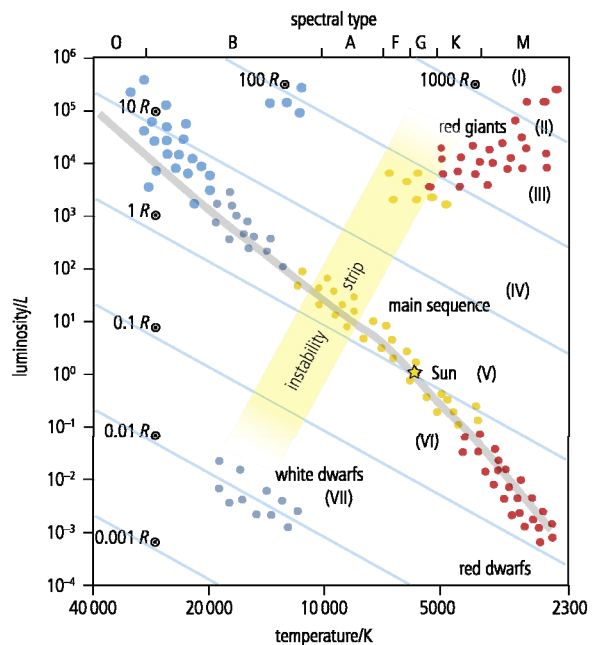 spectral type
O B A F G K M
10⁶
100 R⊙ 1000 R⊙ (I)
10⁵
10 R⊙ red giants (II)
10⁴
(III)
10³
1 R⊙
10²
strip
main sequence (IV)
10¹
0.1 R⊙
instability
10⁰
Sun (V)
luminosity/L
10⁻¹
0.01 R⊙
(VI)
10⁻²
white dwarfs
(VII)
10⁻³
0.001 R⊙
red dwarfs
10⁻⁴
40 000 20 000 10 000 5000 2300
temperature/K